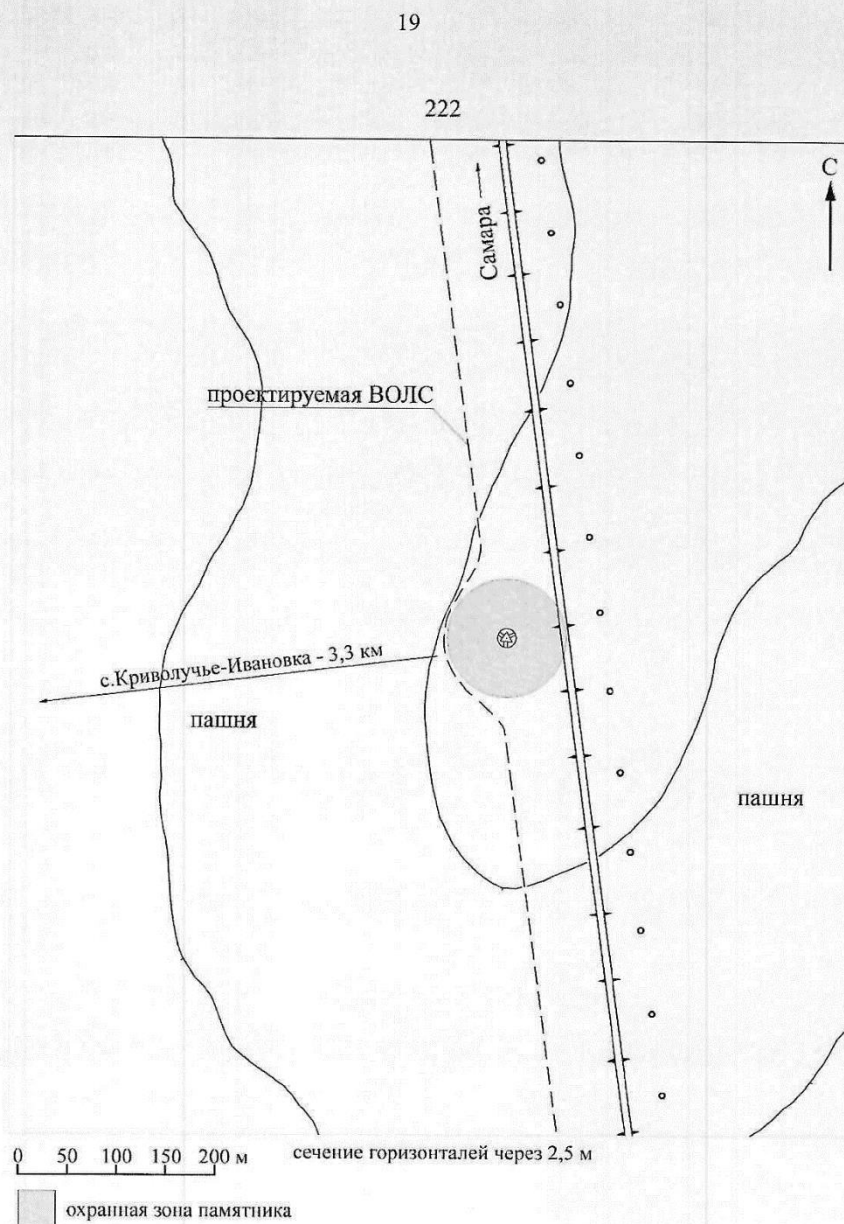 19
222
С
Самара
проектируемая ВОЛС
с.Криволучье-Ивановка - 3,3 км
пашня
пашня
0 50 100 150 200 м
сечение горизонталей через 2,5 м
охранная зона памятника